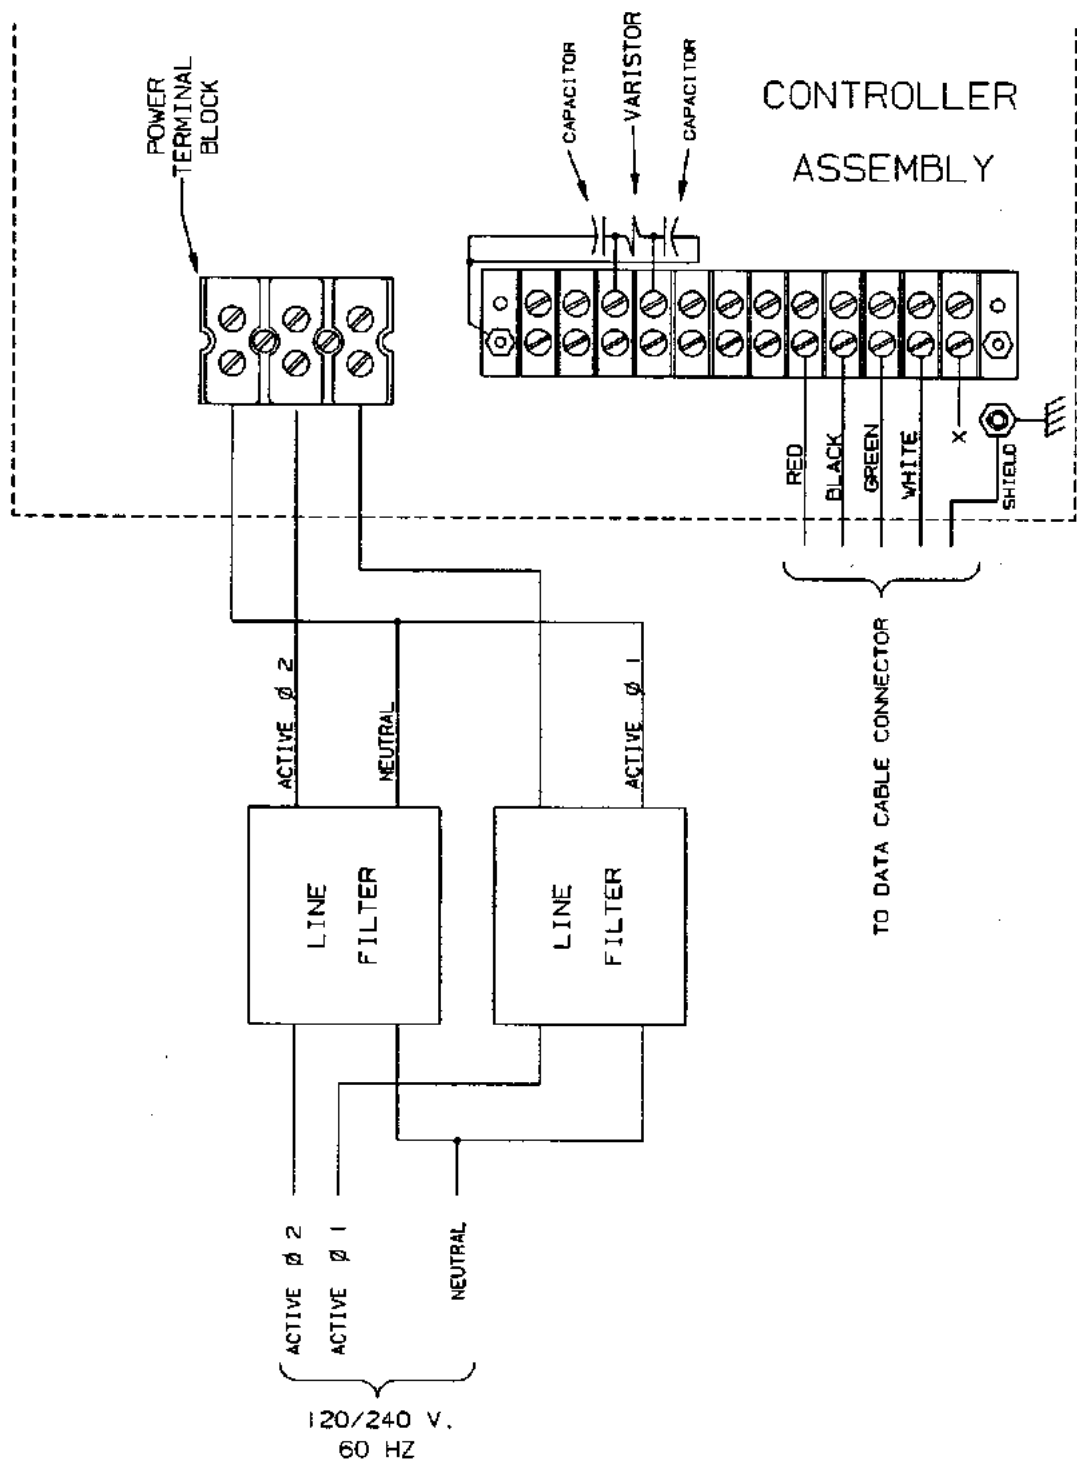 POWER
TERMINAL
BLOCK
CAPACITOR
VARISTOR
CAPACITOR
CONTROLLER
ASSEMBLY
RED
BLACK
GREEN
WHITE
X
SHIELD
ACTIVE Ø 2
NEUTRAL
ACTIVE Ø 1
TO DATA CABLE CONNECTOR
LINE
FILTER
LINE
FILTER
ACTIVE Ø 2
ACTIVE Ø 1
NEUTRAL
120/240 V.
60 HZ